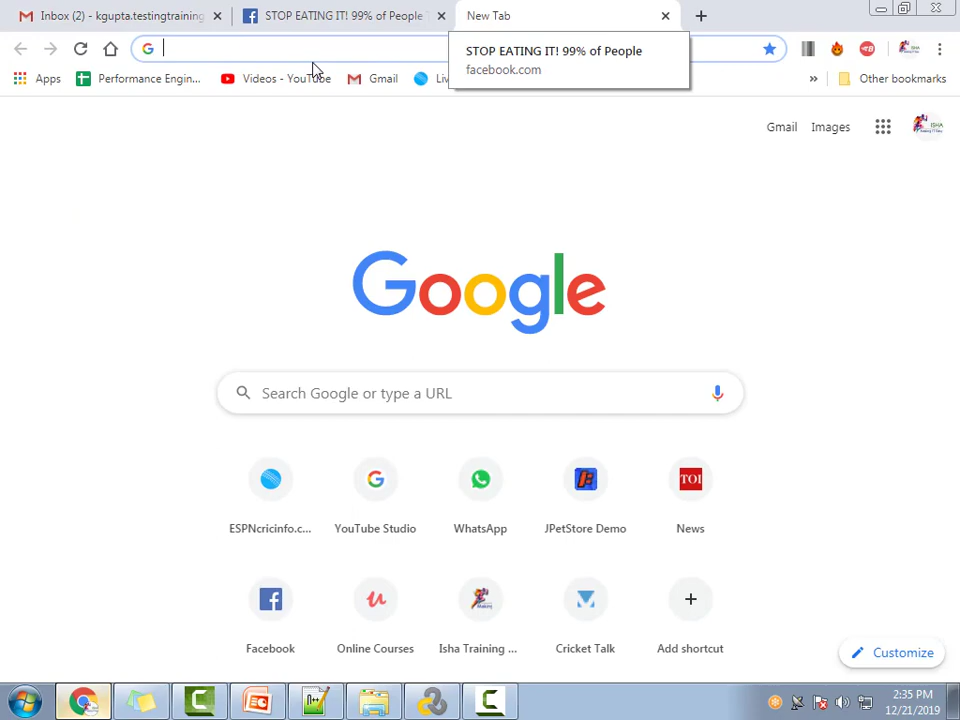 Inbox (2) - kgupta.testingtraining
STOP EATING IT! 99% of People
New Tab
STOP EATING IT! 99% of People
facebook.com
Apps
Performance Engin...
Videos - YouTube
Gmail
Liv
»
Other bookmarks
Gmail
Images
Google
Search Google or type a URL
TOI
ESPNcricinfo.c...
YouTube Studio
WhatsApp
JPetStore Demo
News
Facebook
Online Courses
Isha Training ...
Cricket Talk
Add shortcut
Customize
2:35 PM
12/21/2019